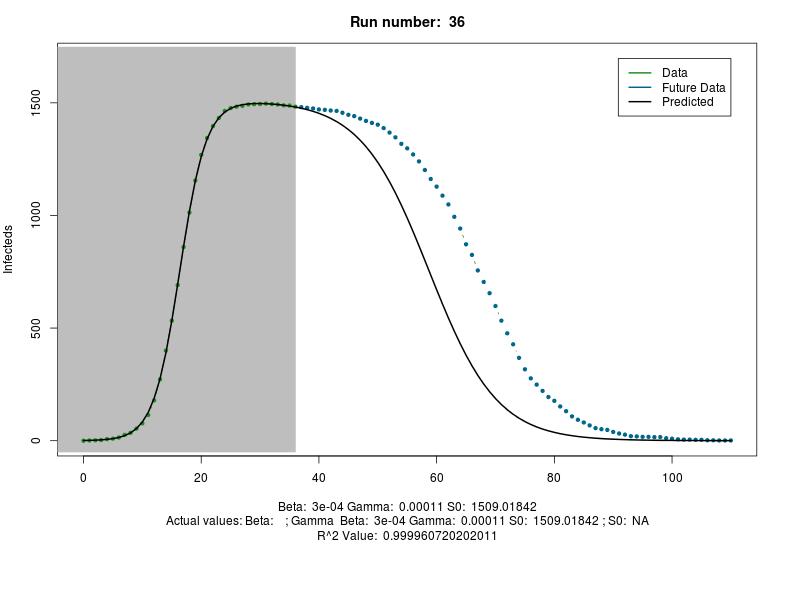 Run number: 36
Data
Future Data
Predicted
Infecteds
1500
1000
500
0
0 20 40 60 80 100
Beta: 3e-04 Gamma: 0.00011 S0: 1509.01842
Actual values: Beta: ; Gamma Beta: 3e-04 Gamma: 0.00011 S0: 1509.01842 ; S0: NA
R^2 Value: 0.999960720202011